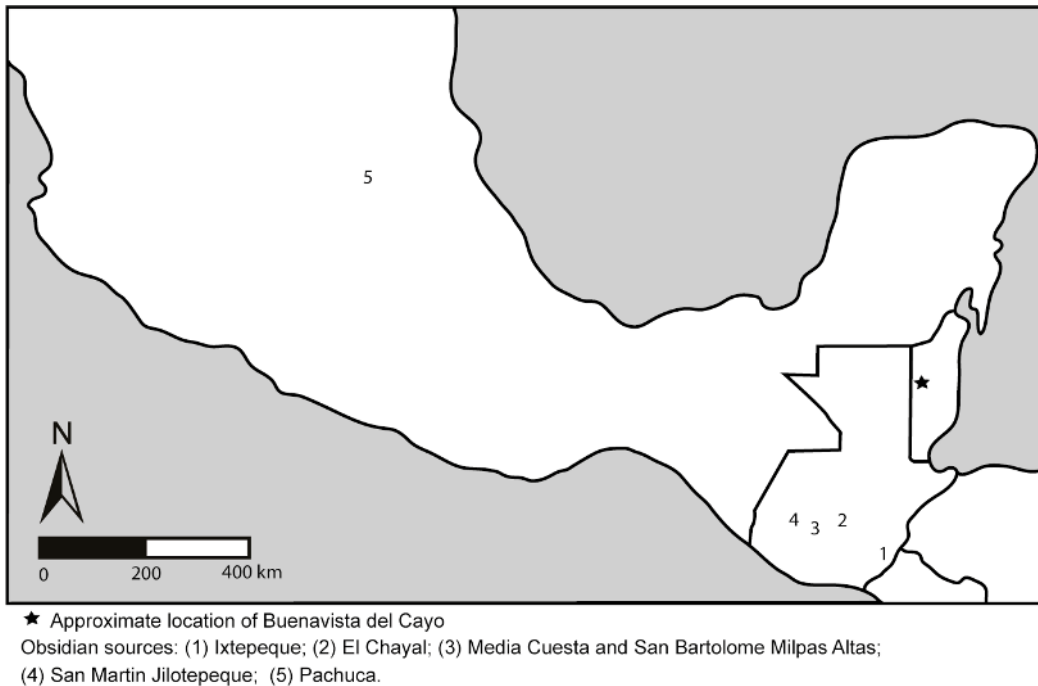 5
4 3 2
1
N
0 200 400 km
★ Approximate location of Buenavista del Cayo
Obsidian sources: (1) Ixtepeque; (2) El Chayal; (3) Media Cuesta and San Bartolome Milpas Altas;
(4) San Martin Jilotepeque; (5) Pachuca.